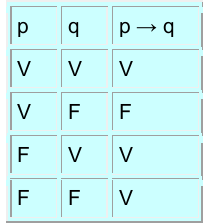 p q p → q
V V V
V F F
F V V
F F V